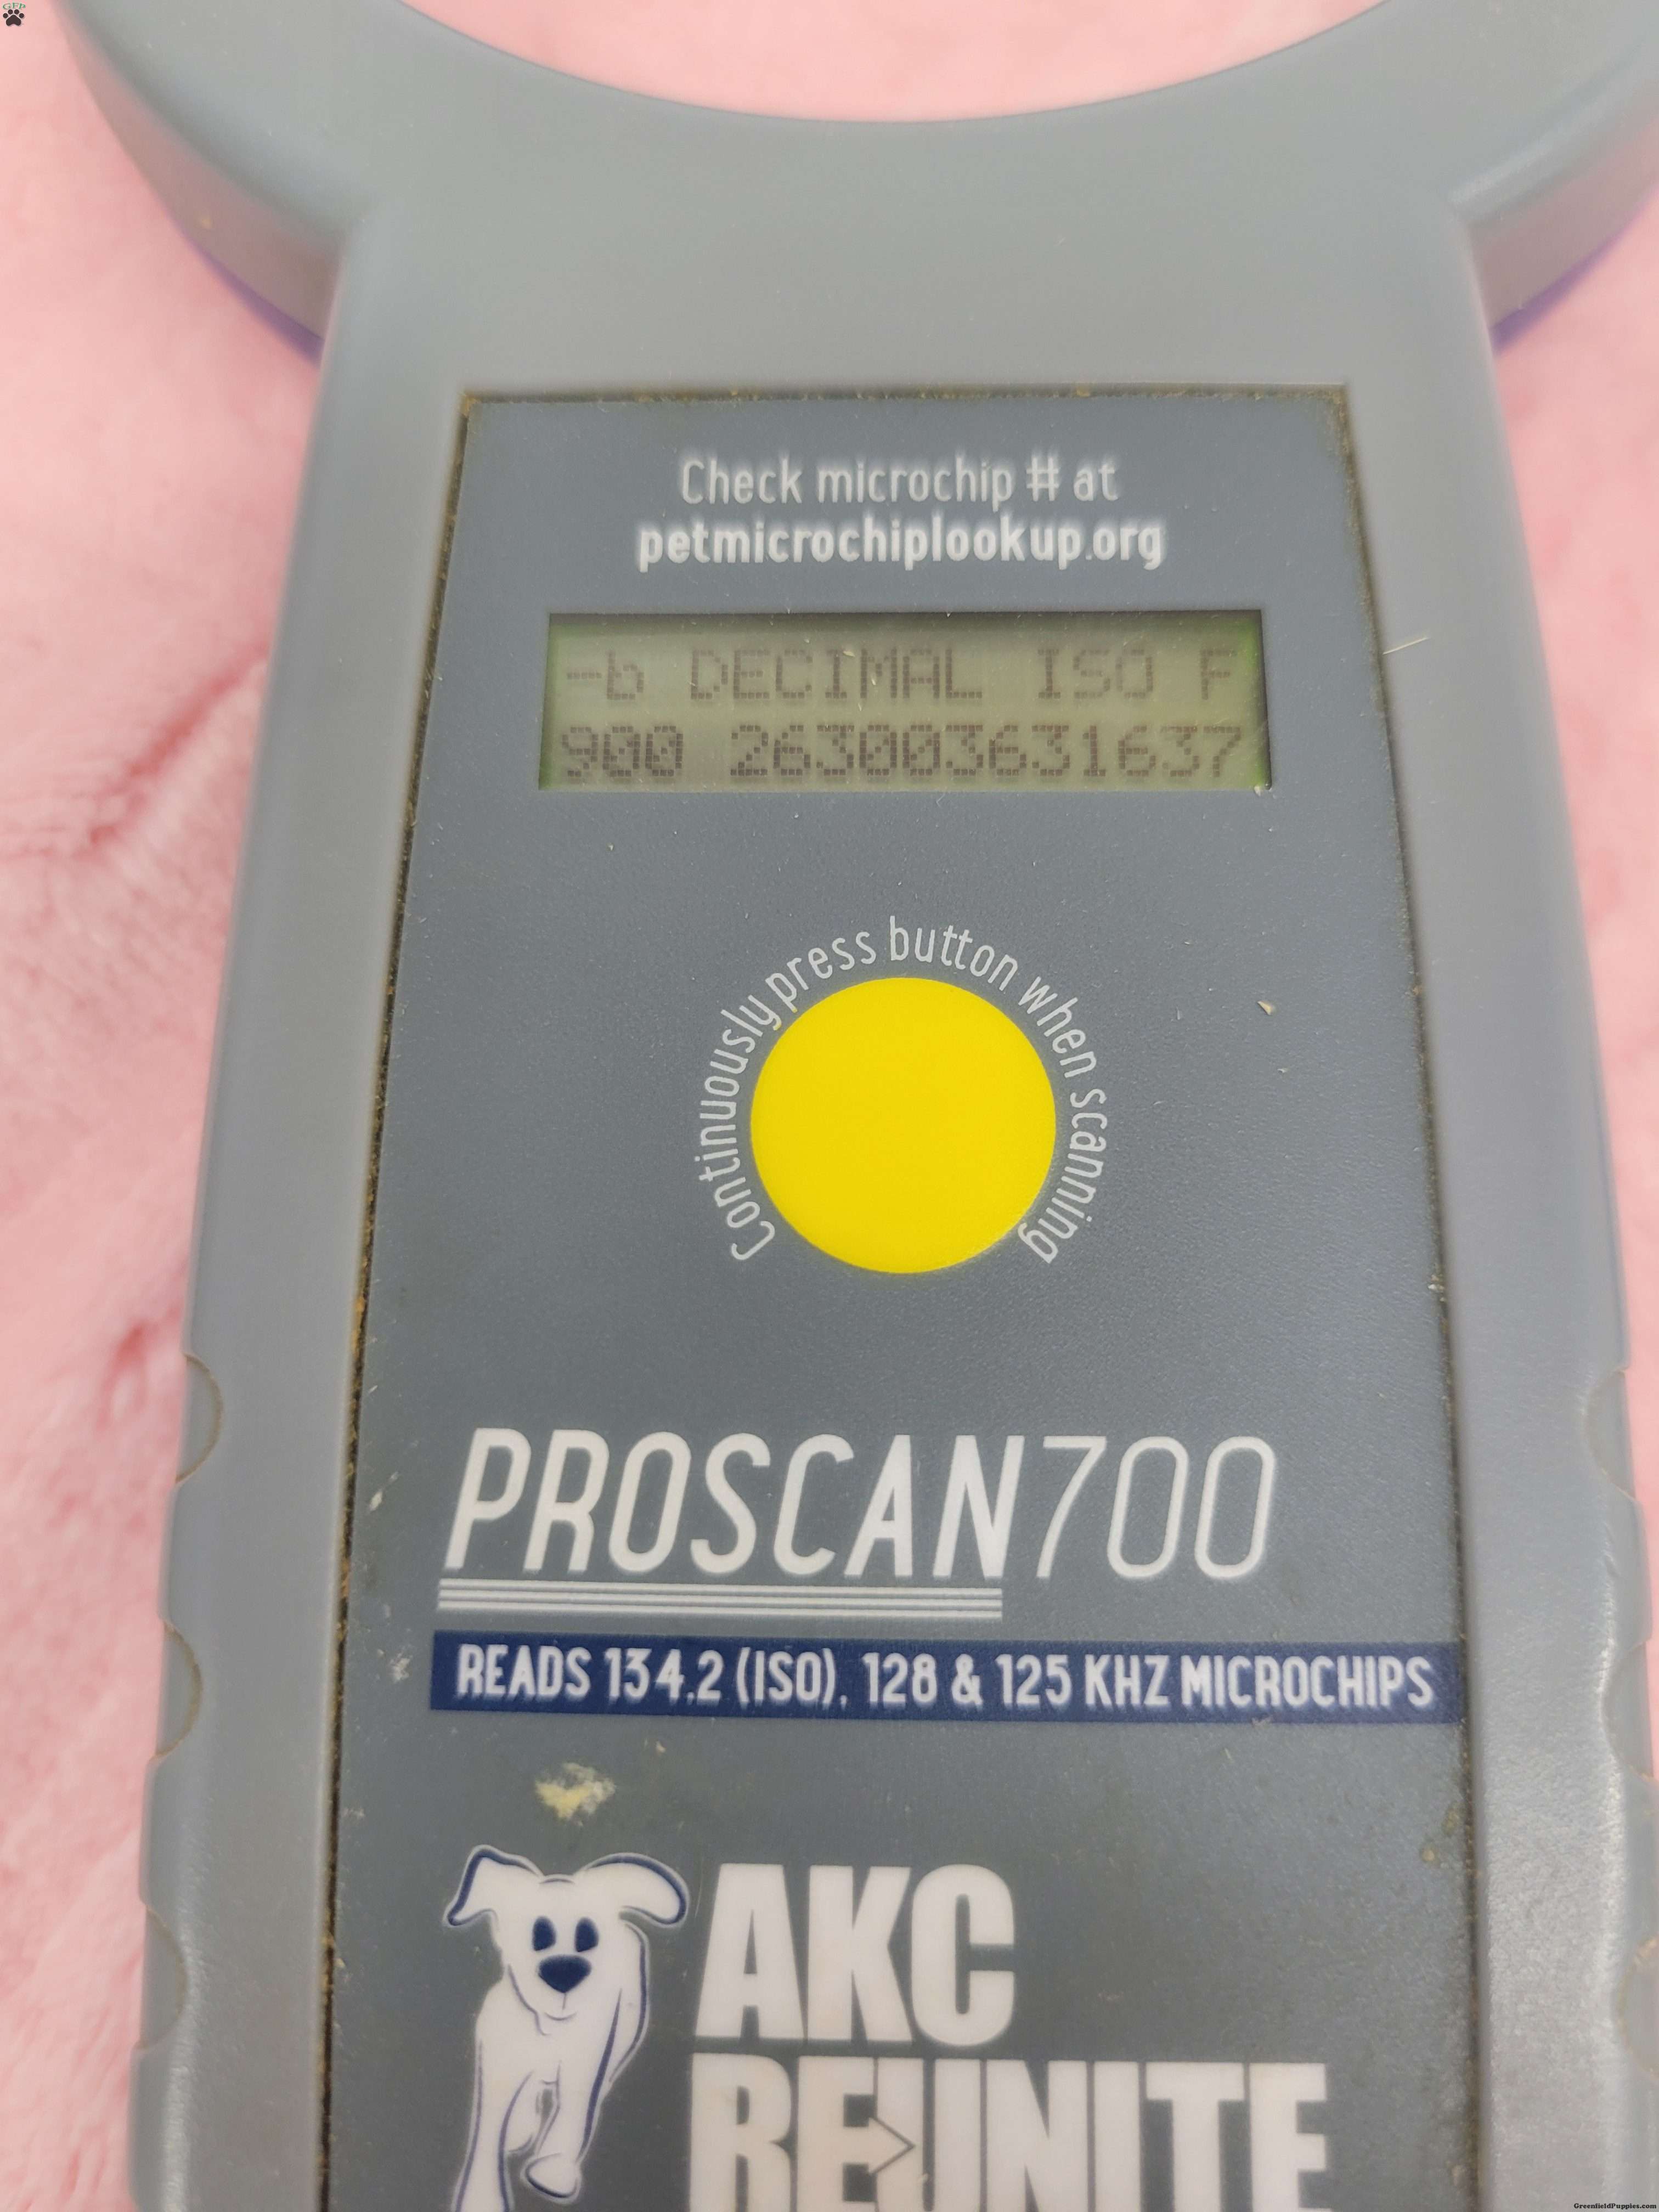 GFP
Check microchip # at
petmicrochiplookup.org
-b DECIMAL ISO F
900 263003631637
Continuously press button when scanning
PROSCAN700
READS 134.2 (ISO), 128 & 125 KHZ MICROCHIPS
AKC
REUNITE
GreenfieldPuppies.com